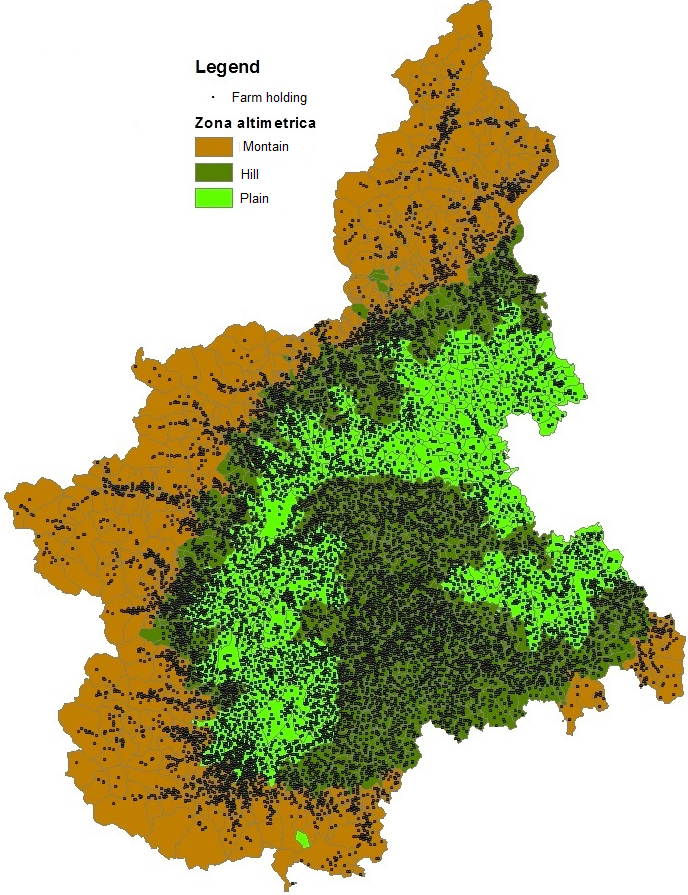 Legend
Farm holding
Zona altimetrica
Montain
Hill
Plain